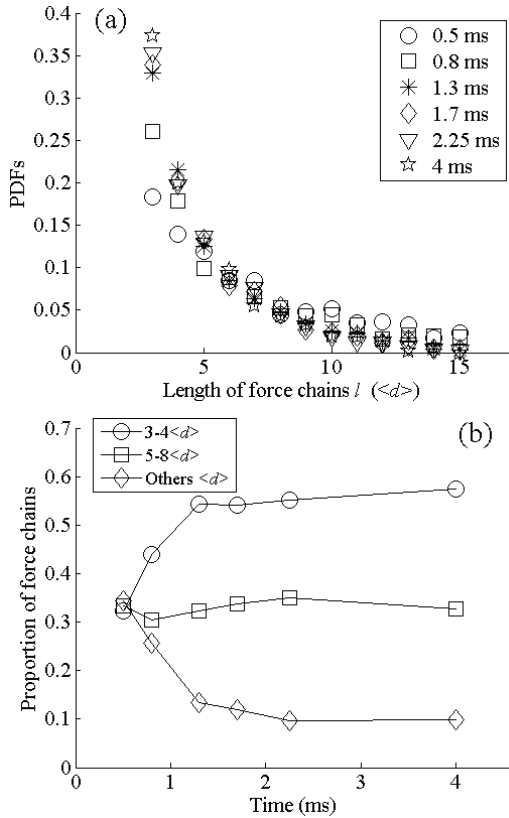 (a)
0.4
0.35
0.3
0.25
0.2
0.15
0.1
0.05
0
PDFs
0.5 ms
0.8 ms
1.3 ms
1.7 ms
2.25 ms
4 ms
5
10
15
Length of force chains l (<d>)
(b)
0.7
0.6
0.5
0.4
0.3
0.2
0.1
0
Proportion of force chains
3-4<d>
5-8<d>
Others <d>
0
1
2
3
4
Time (ms)